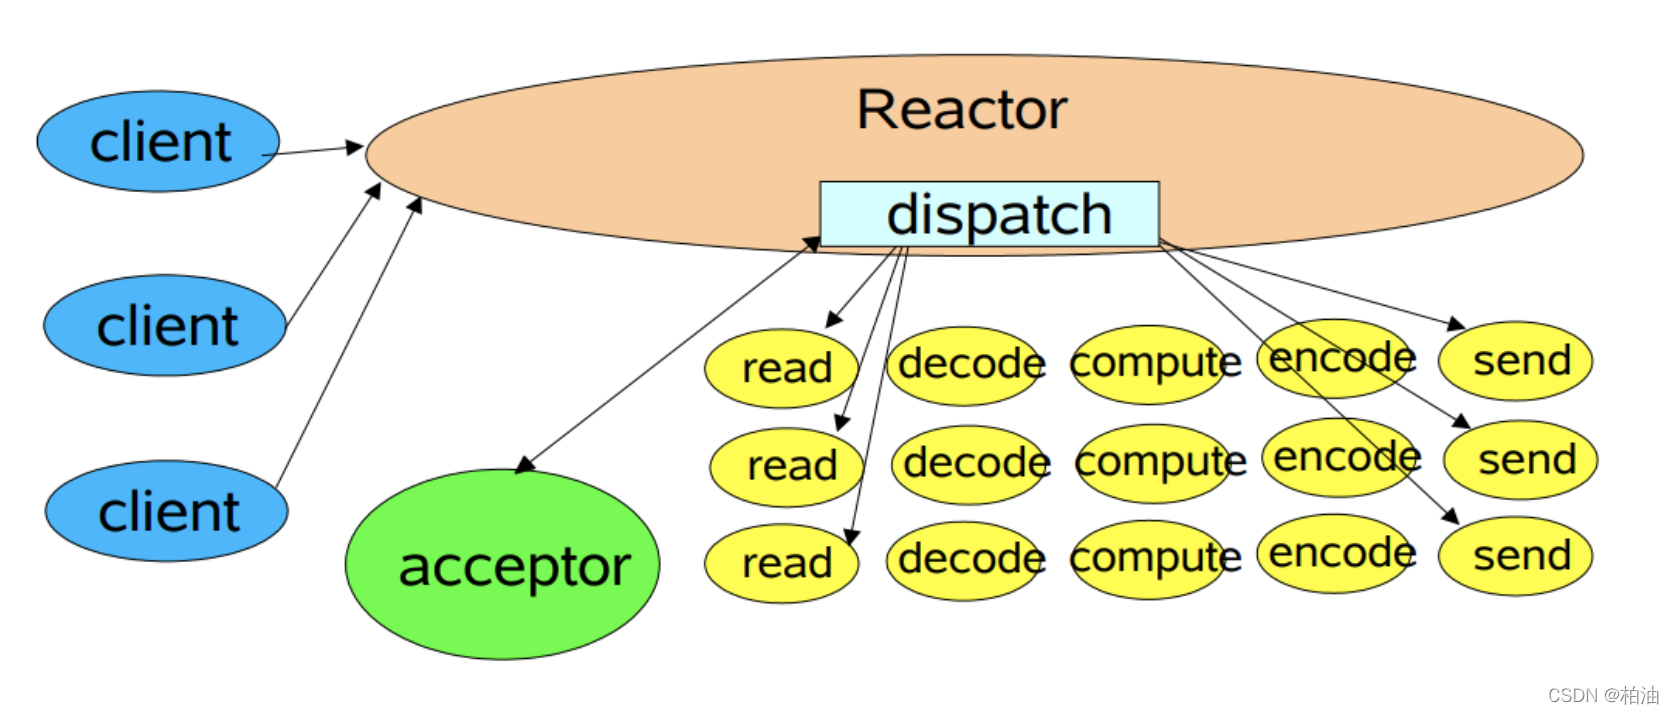 Reactor
client
dispatch
client
client
acceptor
read decode compute encode send
read decode compute encode send
read decode compute encode send
CSDN @柏油